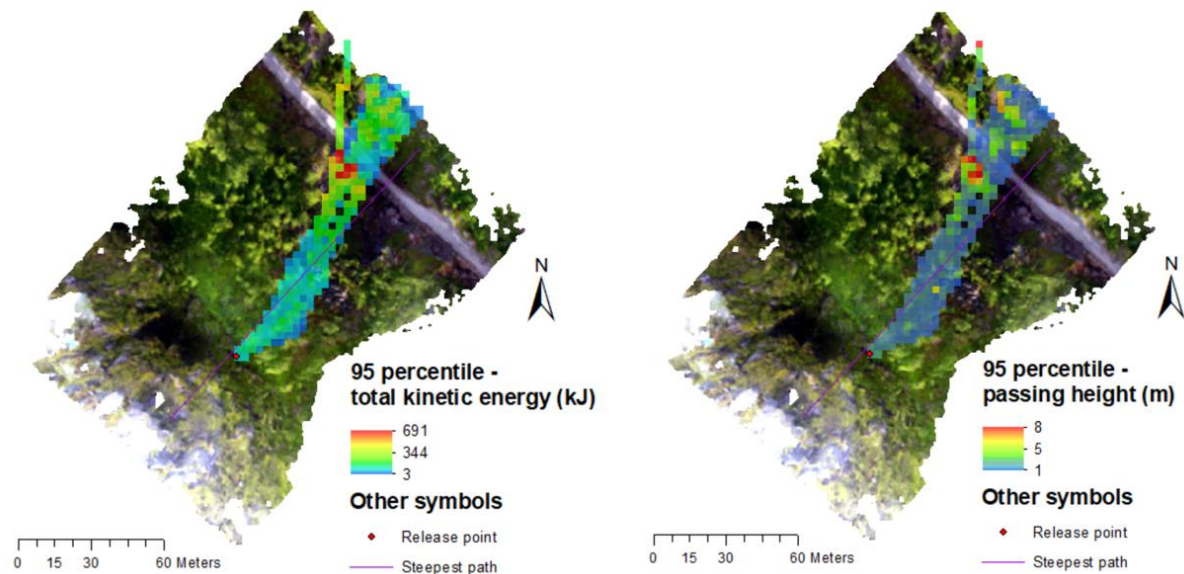 N
95 percentile -
total kinetic energy (kJ)
691
344
3
Other symbols
Release point
Steepest path
0 15 30 60 Meters
N
95 percentile -
passing height (m)
8
5
1
Other symbols
Release point
Steepest path
0 15 30 60 Meters